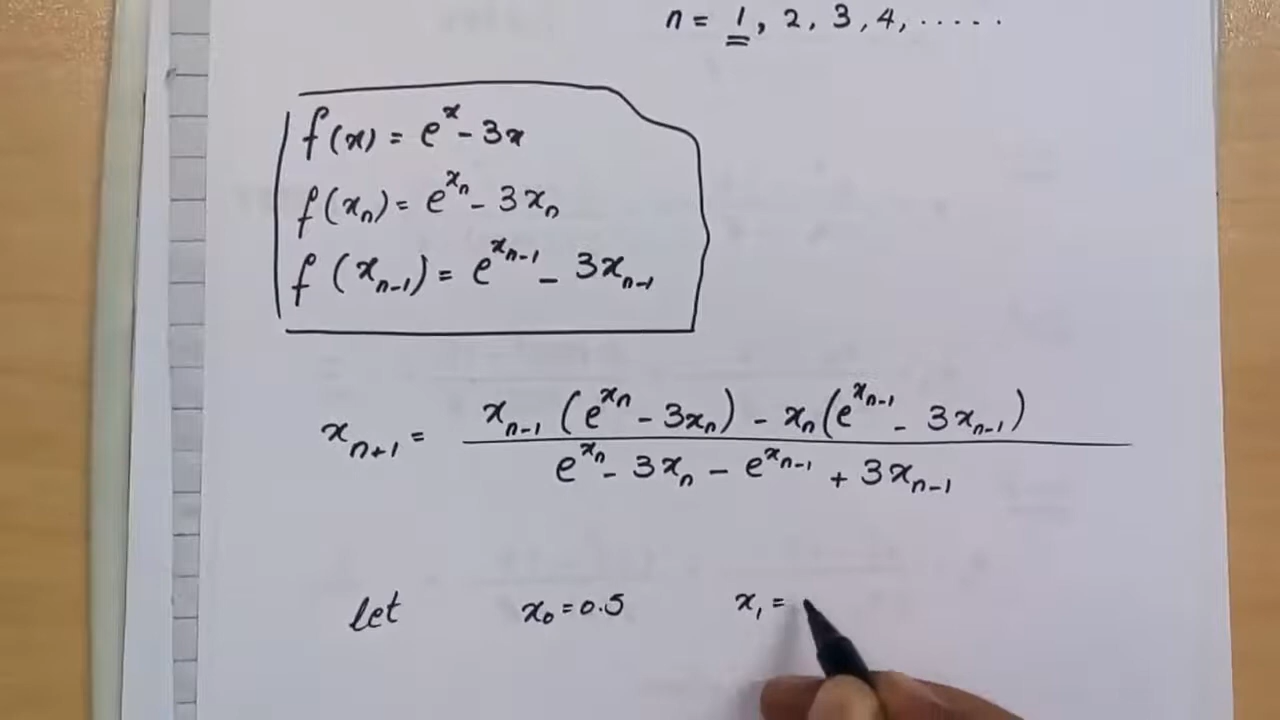 n = 1, 2, 3, 4, .....
f(x) = e^x - 3x
f(x_n) = e^{x_n} - 3x_n
f(x_{n-1}) = e^{x_{n-1}} - 3x_{n-1}
x_{n+1} = \frac{x_{n-1}(e^{x_n} - 3x_n) - x_n(e^{x_{n-1}} - 3x_{n-1})}{e^{x_n} - 3x_n - e^{x_{n-1}} + 3x_{n-1}}
let x_0 = 0.5 x_1 =